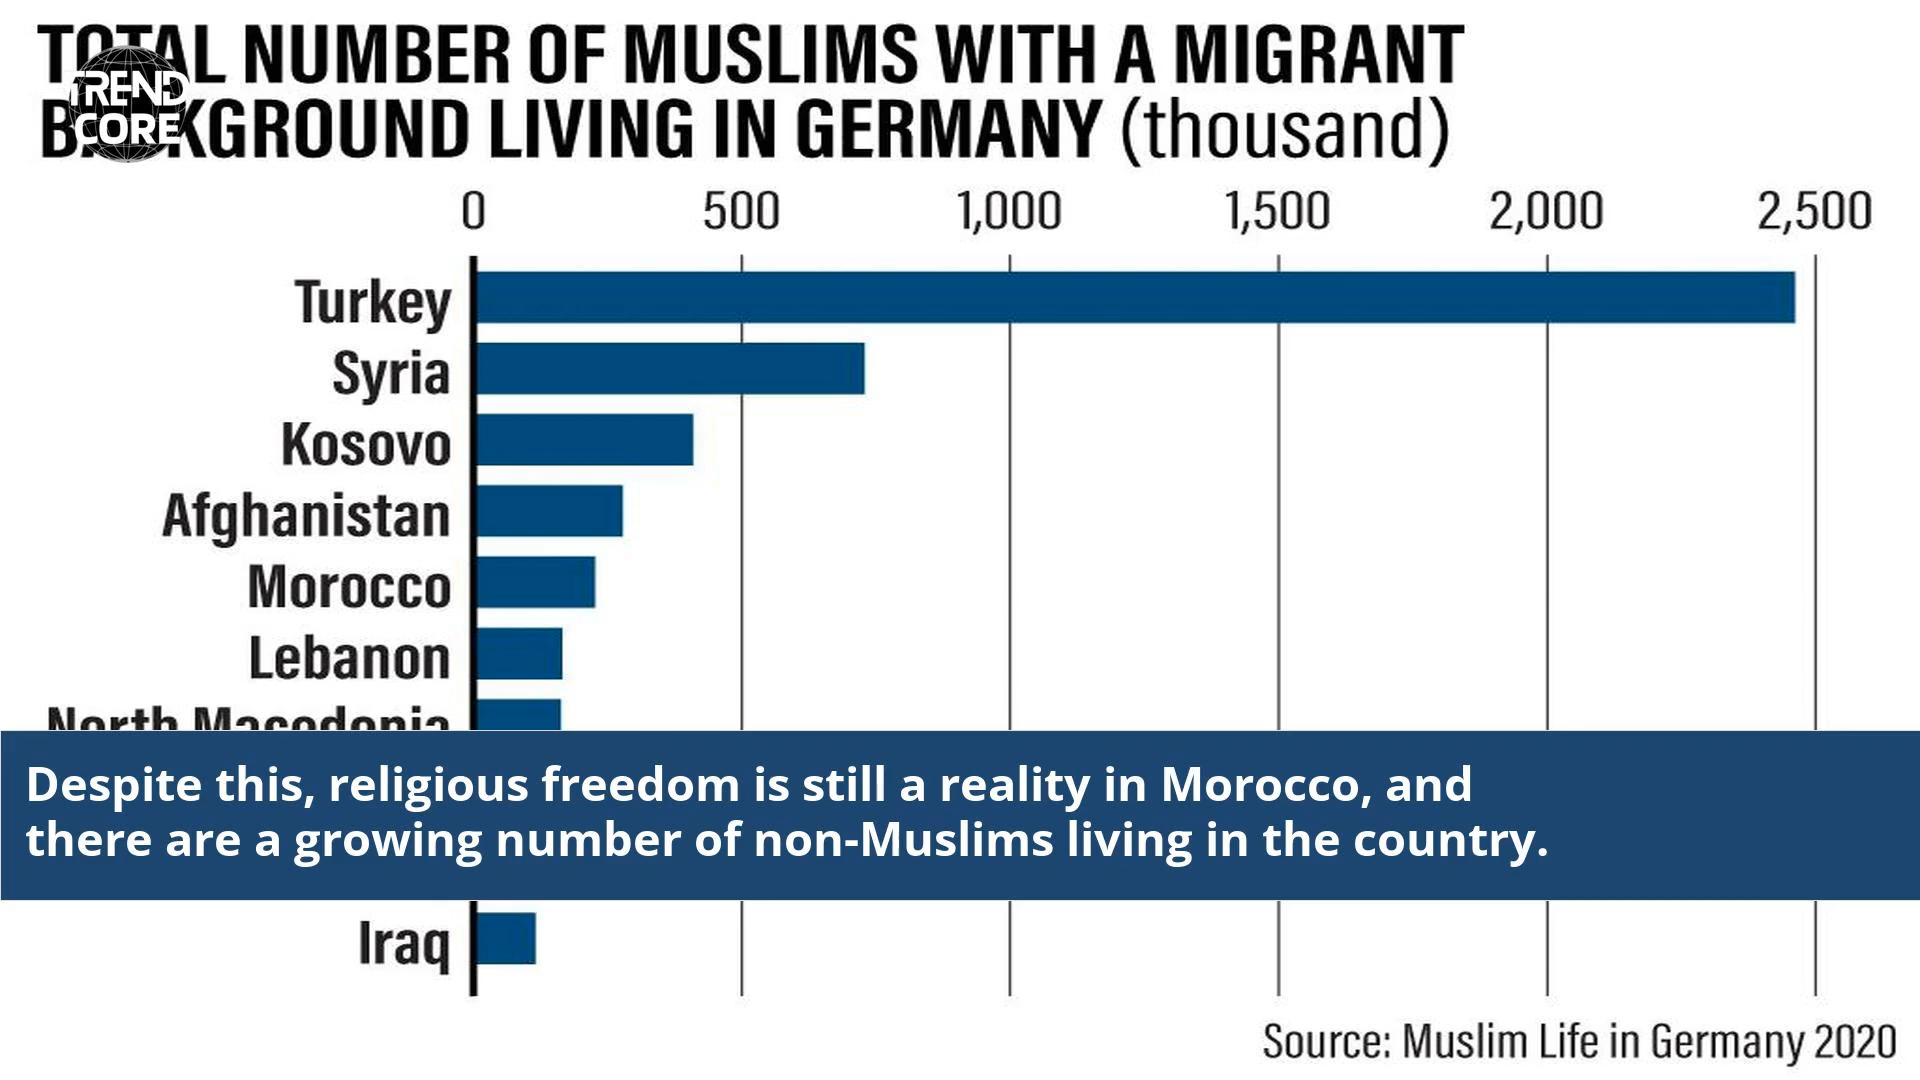 TOTAL NUMBER OF MUSLIMS WITH A MIGRANT
BACKGROUND LIVING IN GERMANY (thousand)
TREND
CORE
0 500 1,000 1,500 2,000 2,500
Turkey
Syria
Kosovo
Afghanistan
Morocco
Lebanon
North Macedonia
Despite this, religious freedom is still a reality in Morocco, and
there are a growing number of non-Muslims living in the country.
Iraq
Source: Muslim Life in Germany 2020